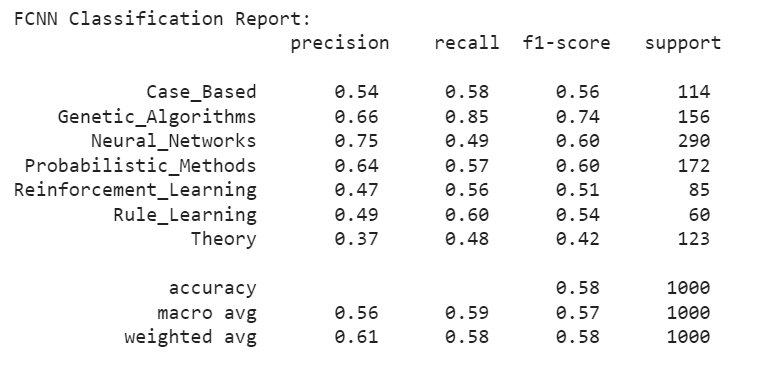 FCNN Classification Report:
precision recall f1-score support
Case_Based 0.54 0.58 0.56 114
Genetic_Algorithms 0.66 0.85 0.74 156
Neural_Networks 0.75 0.49 0.60 290
Probabilistic_Methods 0.64 0.57 0.60 172
Reinforcement_Learning 0.47 0.56 0.51 85
Rule_Learning 0.49 0.60 0.54 60
Theory 0.37 0.48 0.42 123
accuracy 0.58 1000
macro avg 0.56 0.59 0.57 1000
weighted avg 0.61 0.58 0.58 1000